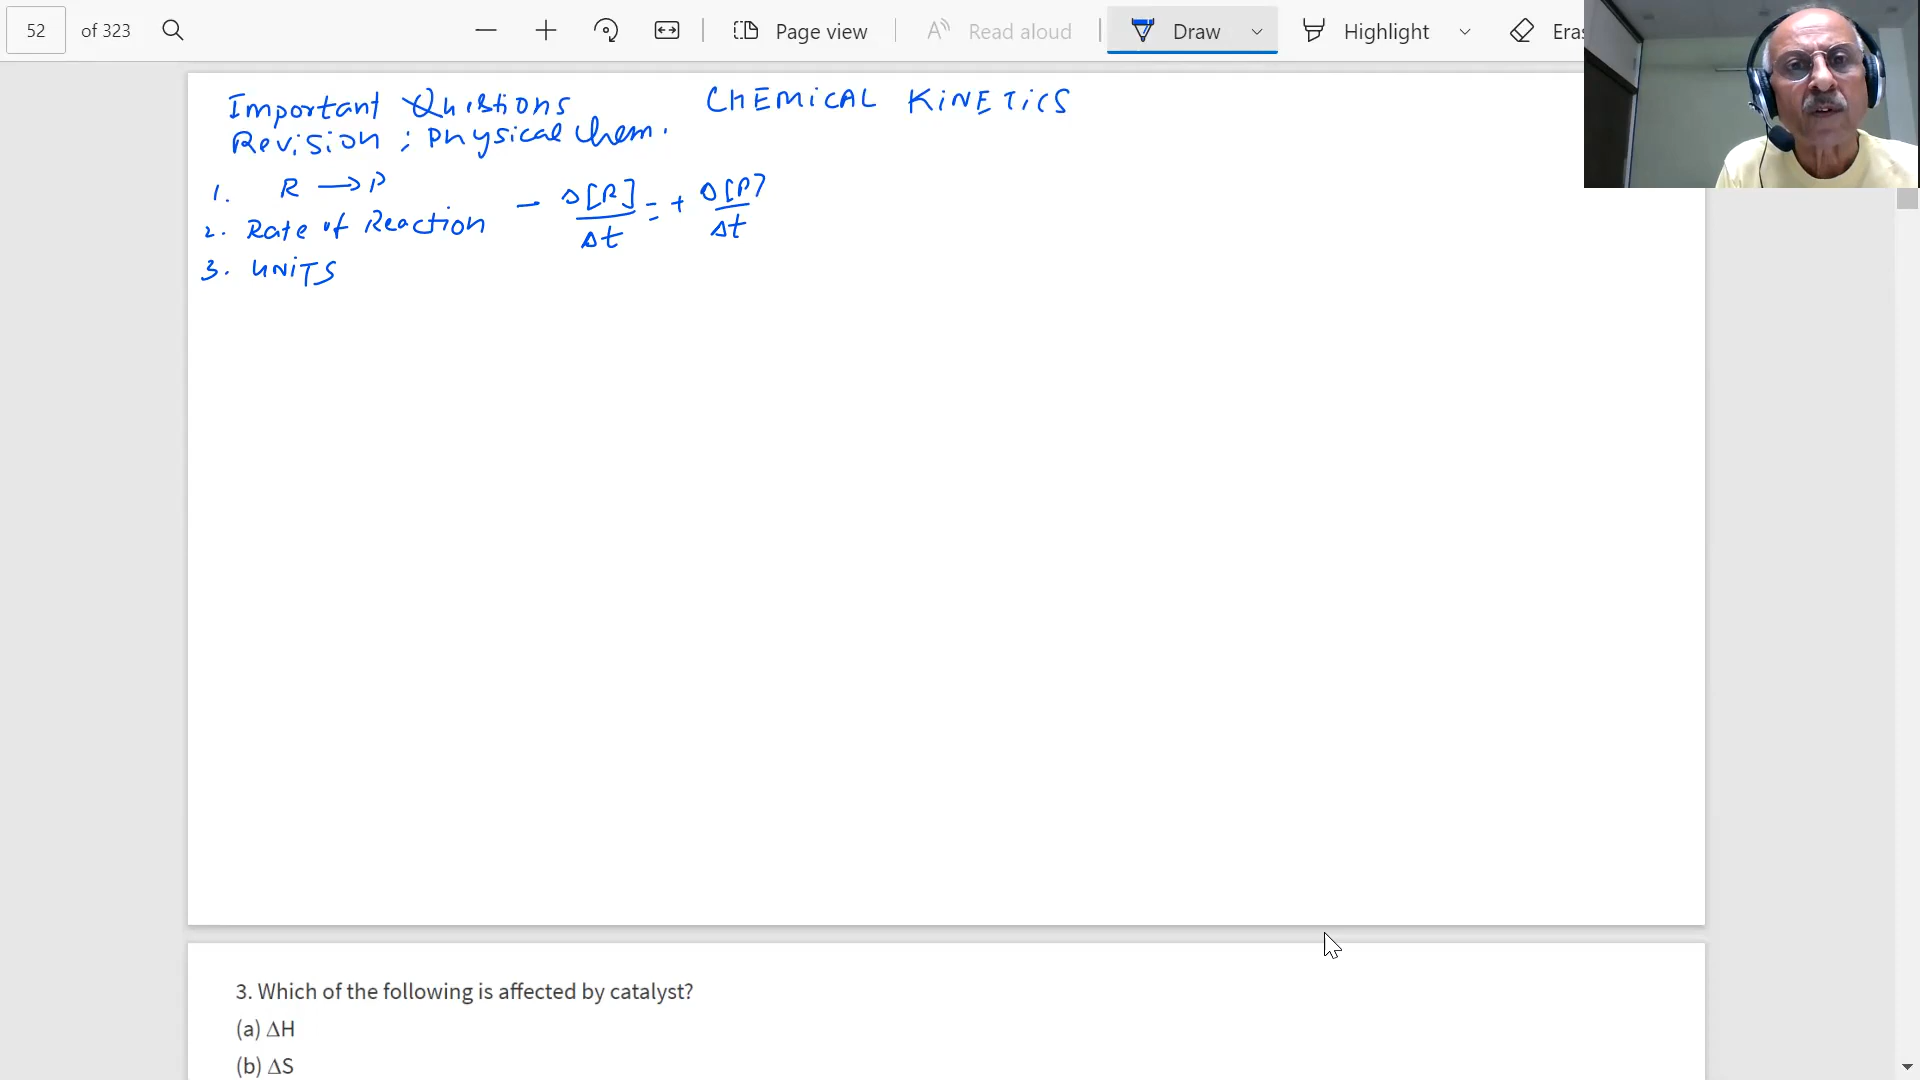 52 of 323 Page view Read aloud Draw Highlight Eras
Important Questions CHEMICAL KINETICS
Revision : Physical Chem.
1. R → P
2. Rate of Reaction - Δ[R]/Δt = + Δ[P]/Δt
3. UNITS
3. Which of the following is affected by catalyst?
(a) ΔH
(b) ΔS